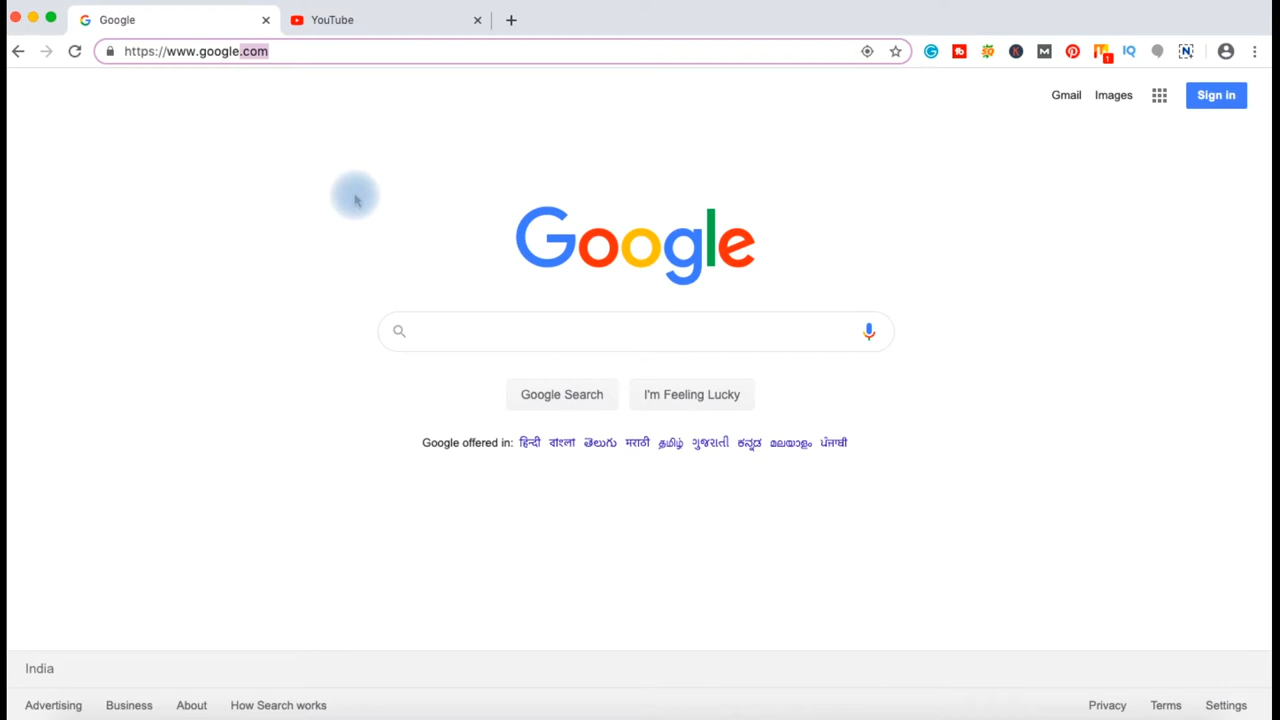 Google
YouTube
https://www.google.com
Gmail Images Sign in
Google
Google Search I'm Feeling Lucky
Google offered in: हिन्दी বাংলা తెలుగు मराठी தமிழ் ગુજરાતી ಕನ್ನಡ മലയാളം ਪੰਜਾਬੀ
India
Advertising Business About How Search works
Privacy Terms Settings